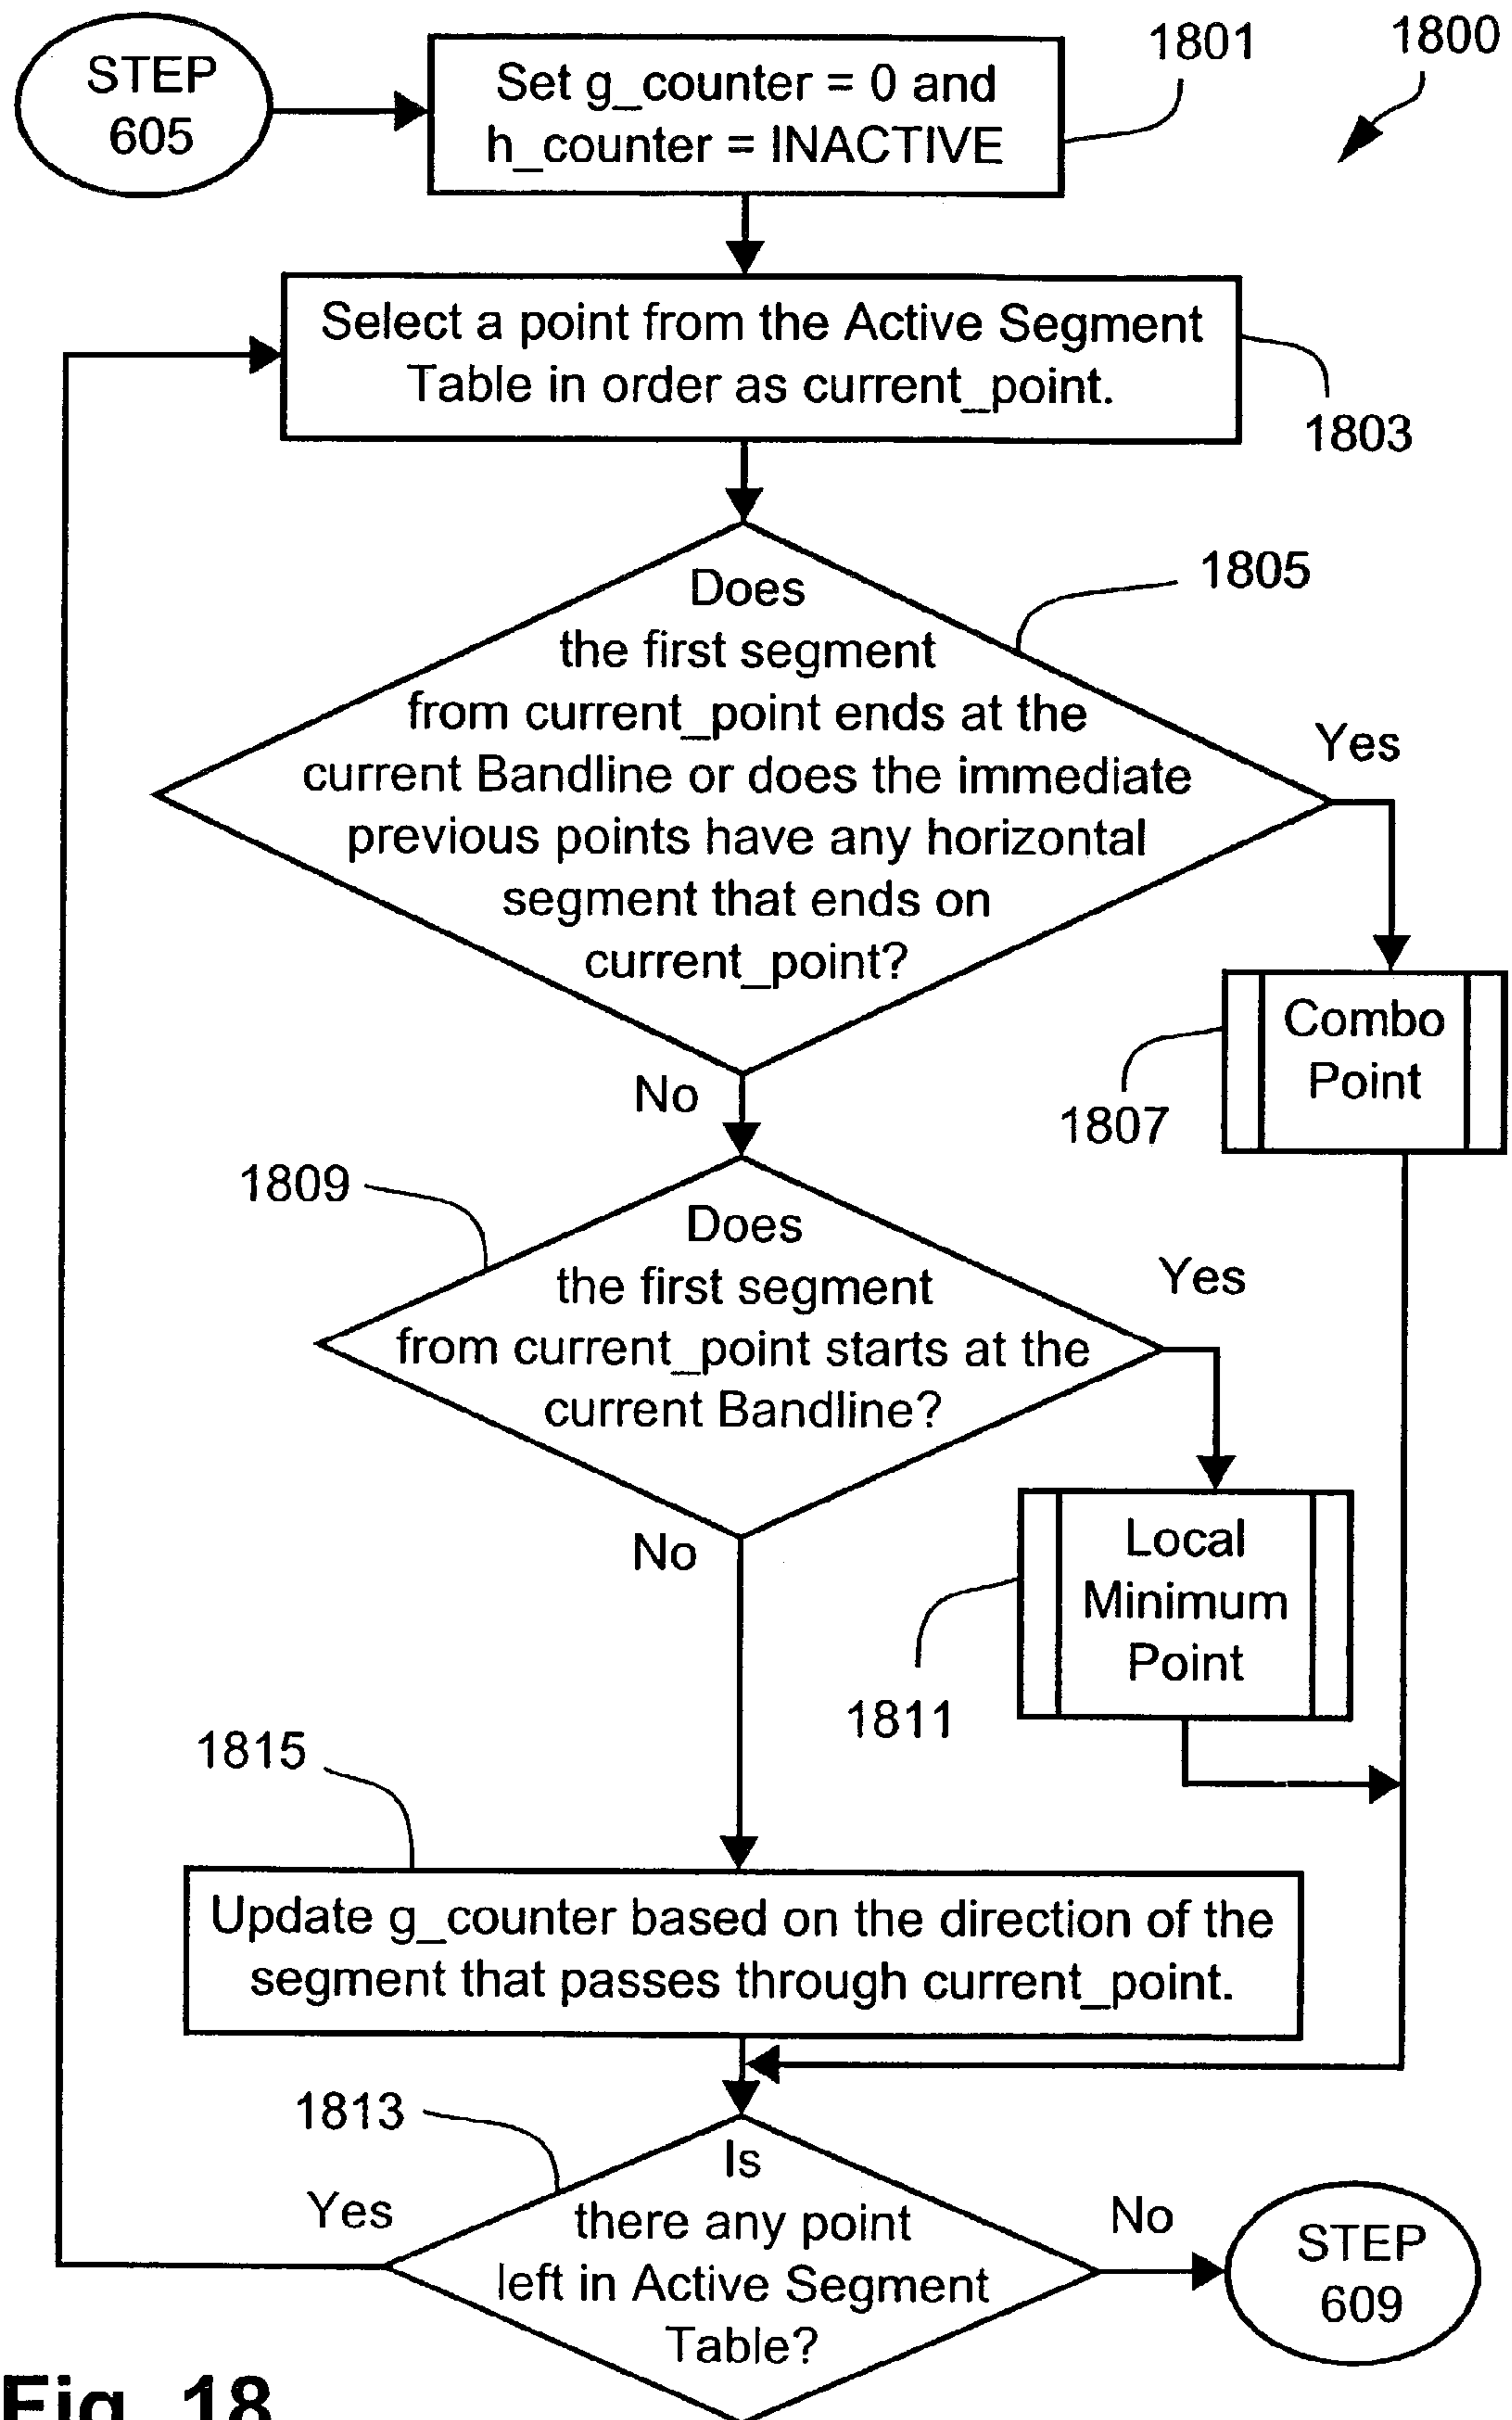 STEP
605
Set g_counter = 0 and
h_counter = INACTIVE
1801
1800
Select a point from the Active Segment
Table in order as current_point.
1803
Does
the first segment
from current_point ends at the
current Bandline or does the immediate
previous points have any horizontal
segment that ends on
current_point?
1805
Yes
No
Combo
Point
1807
1809
Does
the first segment
from current_point starts at the
current Bandline?
Yes
No
Local
Minimum
Point
1811
1815
Update g_counter based on the direction of the
segment that passes through current_point.
1813
Is
there any point
left in Active Segment
Table?
Yes
No
STEP
609
Fig. 18